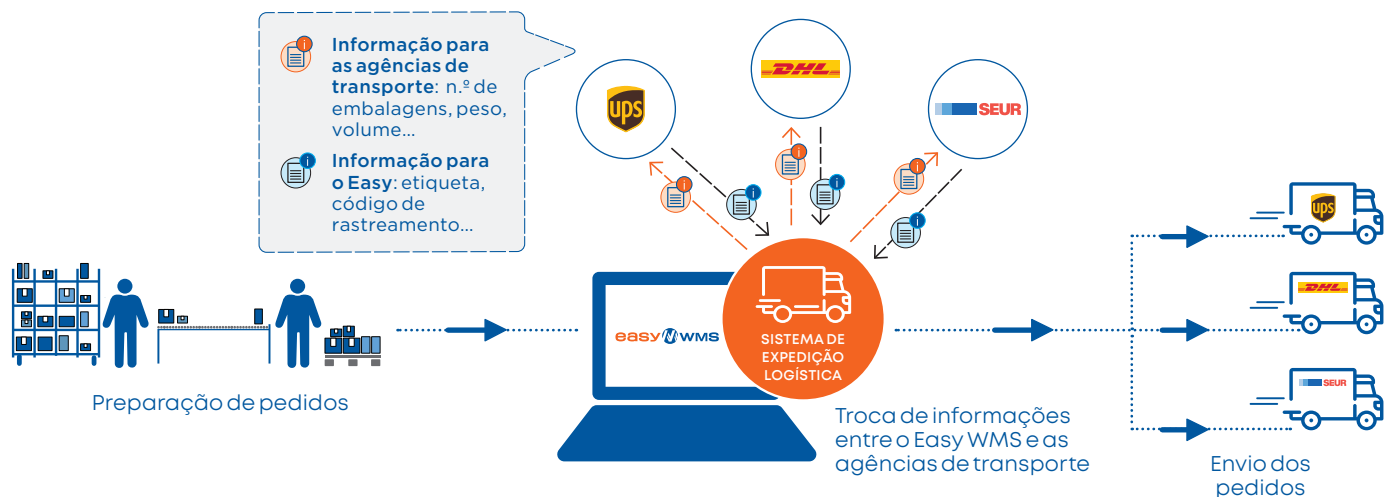 Informação para
as agências de
transporte: n.º de
embalagens, peso,
volume...
Informação para
o Easy: etiqueta,
código de
rastreamento...
ups
DHL
SEUR
i
i
i
i
i
i
i
i
easy WMS
SISTEMA DE
EXPEDIÇÃO
LOGÍSTICA
Preparação de pedidos
Troca de informações
entre o Easy WMS e as
agências de transporte
ups
DHL
SEUR
Envio dos
pedidos